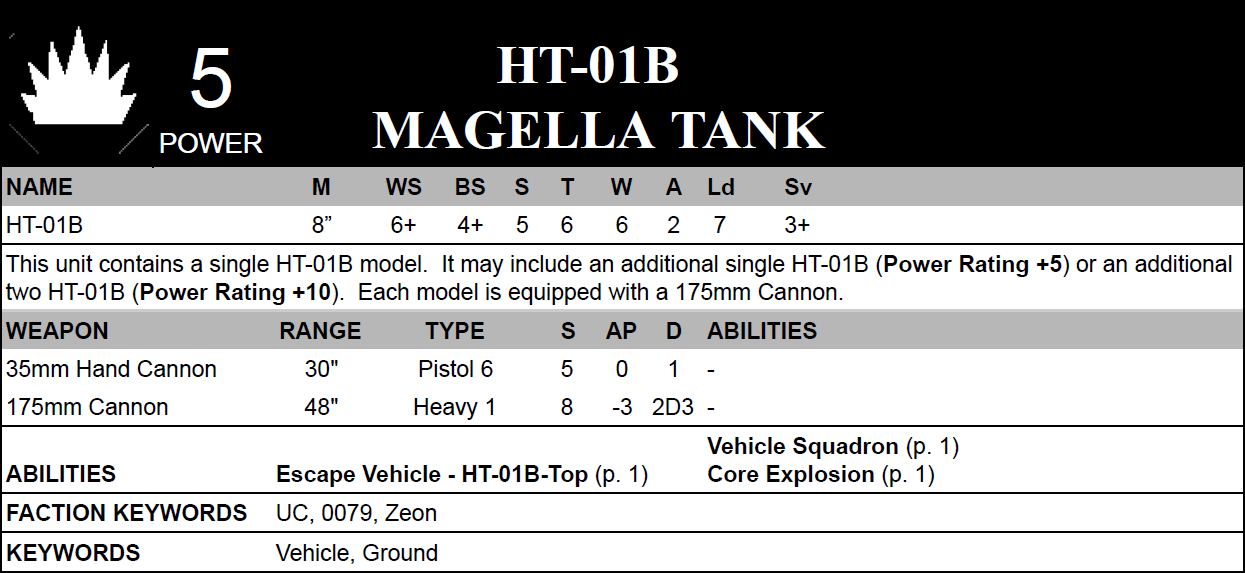 5
POWER
HT-01B
MAGELLA TANK
NAME M WS BS S T W A Ld Sv
HT-01B 8” 6+ 4+ 5 6 6 2 7 3+
This unit contains a single HT-01B model.  It may include an additional single HT-01B (Power Rating +5) or an additional
two HT-01B (Power Rating +10).  Each model is equipped with a 175mm Cannon.
WEAPON RANGE TYPE S AP D ABILITIES
35mm Hand Cannon 30" Pistol 6 5 0 1 -
175mm Cannon 48" Heavy 1 8 -3 2D3 -
Vehicle Squadron (p. 1)
ABILITIES Escape Vehicle - HT-01B-Top (p. 1) Core Explosion (p. 1)
FACTION KEYWORDS UC, 0079, Zeon
KEYWORDS Vehicle, Ground